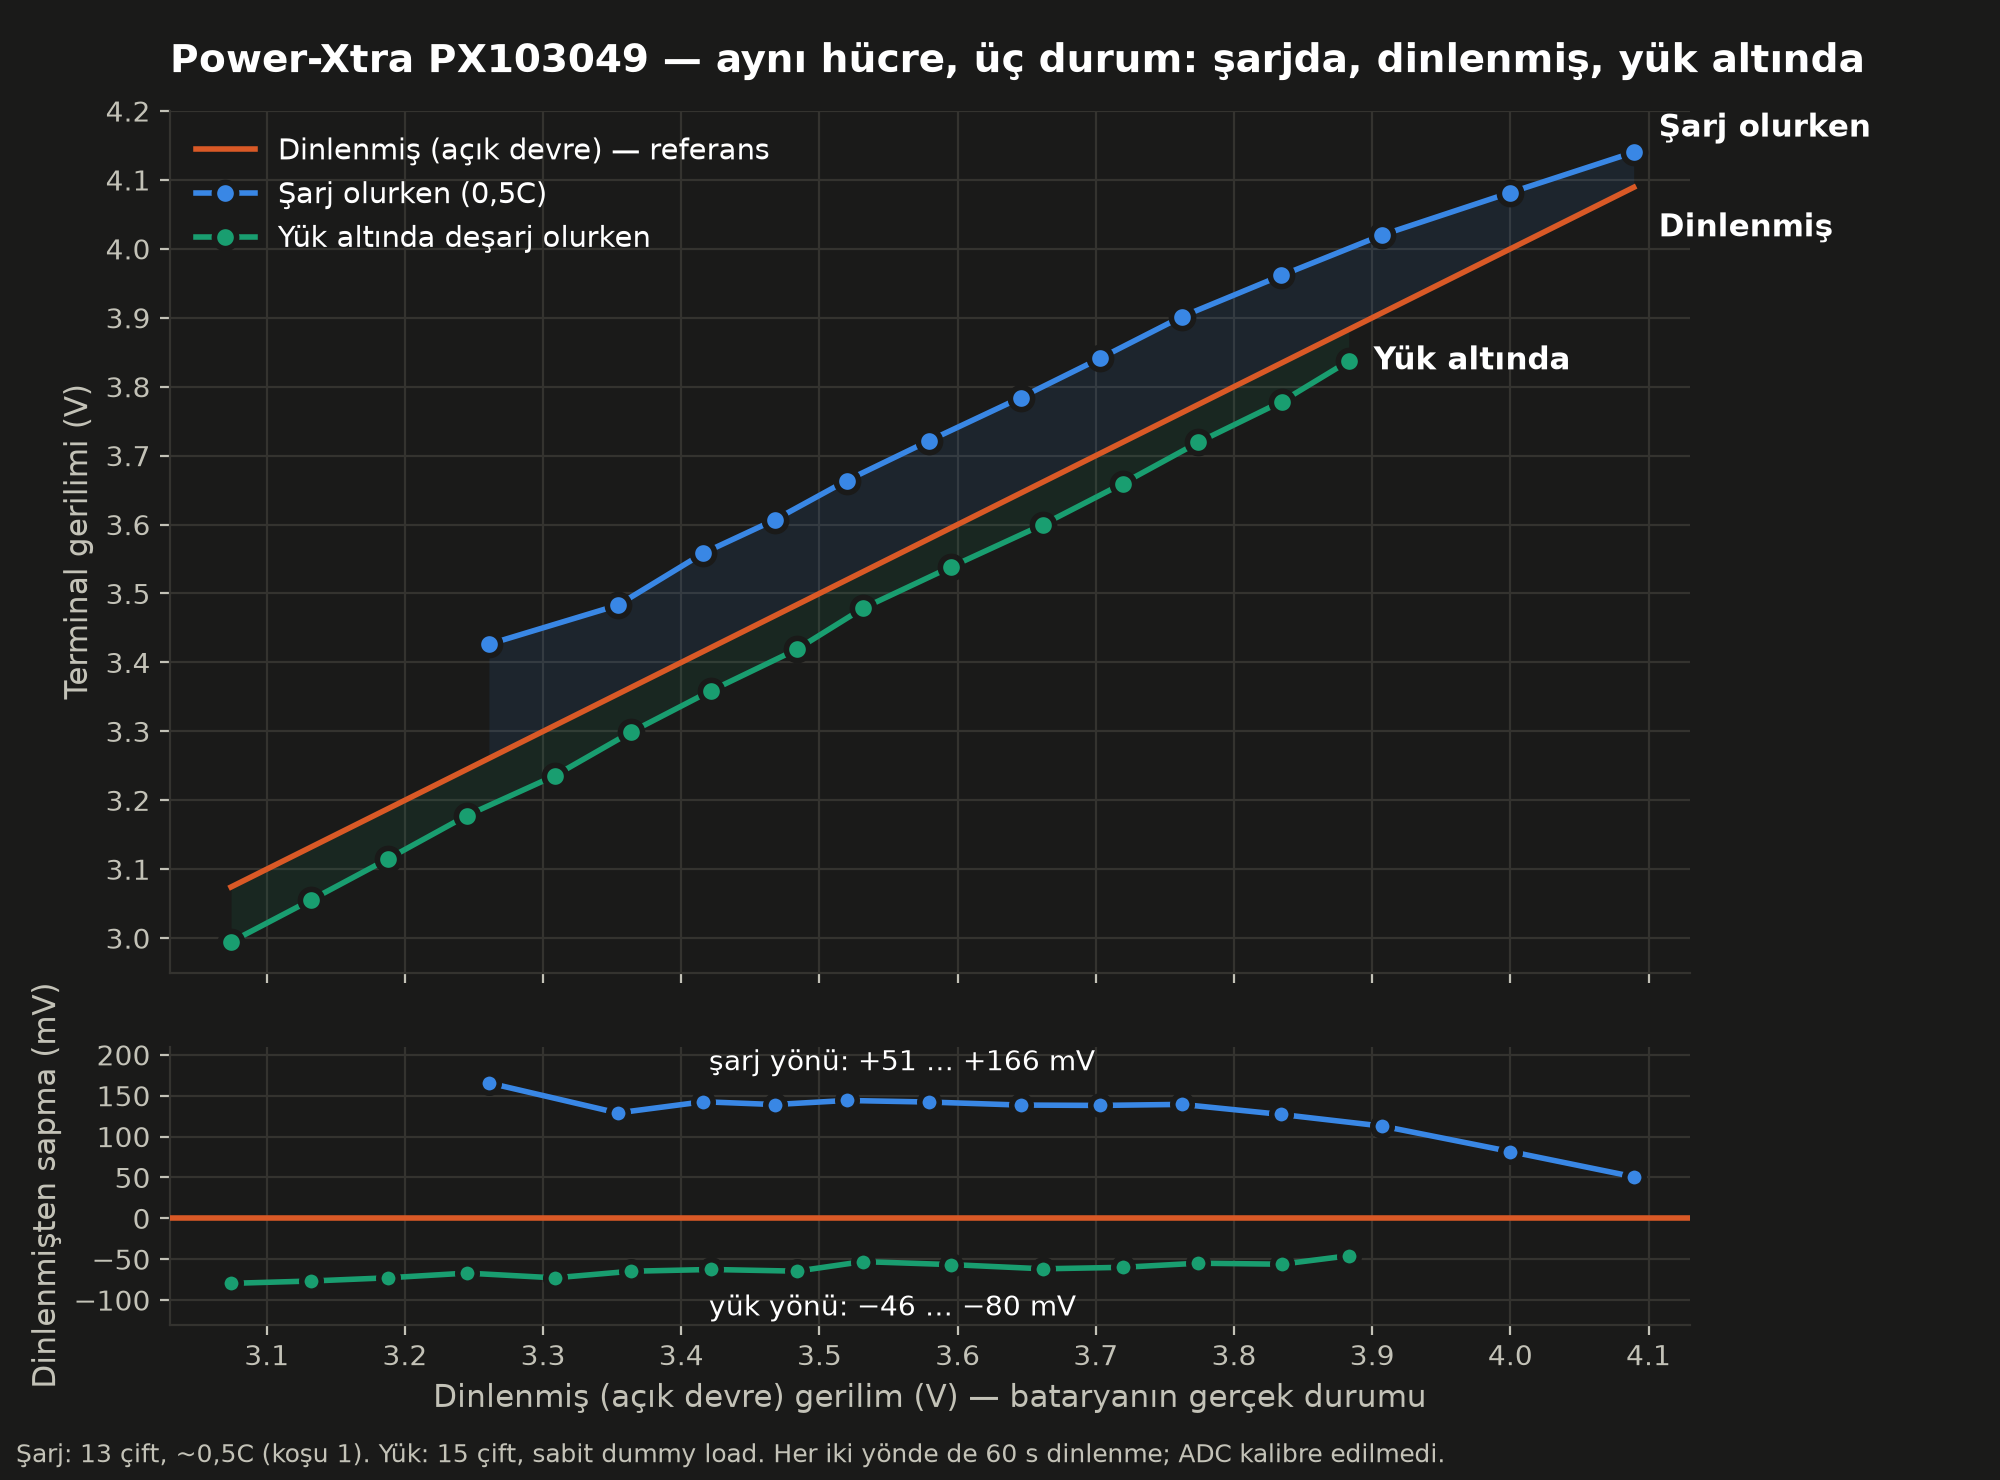 Power-Xtra PX103049 — aynı hücre, üç durum: şarjda, dinlenmiş, yük altında
Terminal gerilimi (V)
4.2
4.1
4.0
3.9
3.8
3.7
3.6
3.5
3.4
3.3
3.2
3.1
3.0
Dinlenmiş (açık devre) — referans
Şarj olurken (0,5C)
Yük altında deşarj olurken
Şarj olurken
Dinlenmiş
Yük altında
Dinlenmişten sapma (mV)
200
150
100
50
0
−50
−100
şarj yönü: +51 … +166 mV
yük yönü: −46 … −80 mV
3.1 3.2 3.3 3.4 3.5 3.6 3.7 3.8 3.9 4.0 4.1
Dinlenmiş (açık devre) gerilim (V) — bataryanın gerçek durumu
Şarj: 13 çift, ~0,5C (koşu 1). Yük: 15 çift, sabit dummy load. Her iki yönde de 60 s dinlenme; ADC kalibre edilmedi.